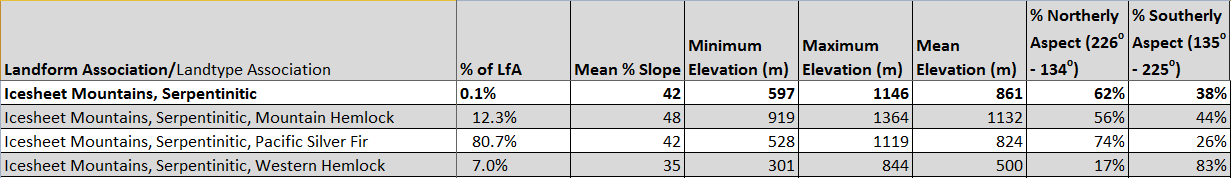 Landform Association/Landtype Association % of LfA Mean % Slope Minimum Elevation (m) Maximum Elevation (m) Mean Elevation (m) % Northerly Aspect (226° - 134°) % Southerly Aspect (135° - 225°)
Icesheet Mountains, Serpentinitic 0.1% 42 597 1146 861 62% 38%
Icesheet Mountains, Serpentinitic, Mountain Hemlock 12.3% 48 919 1364 1132 56% 44%
Icesheet Mountains, Serpentinitic, Pacific Silver Fir 80.7% 42 528 1119 824 74% 26%
Icesheet Mountains, Serpentinitic, Western Hemlock 7.0% 35 301 844 500 17% 83%